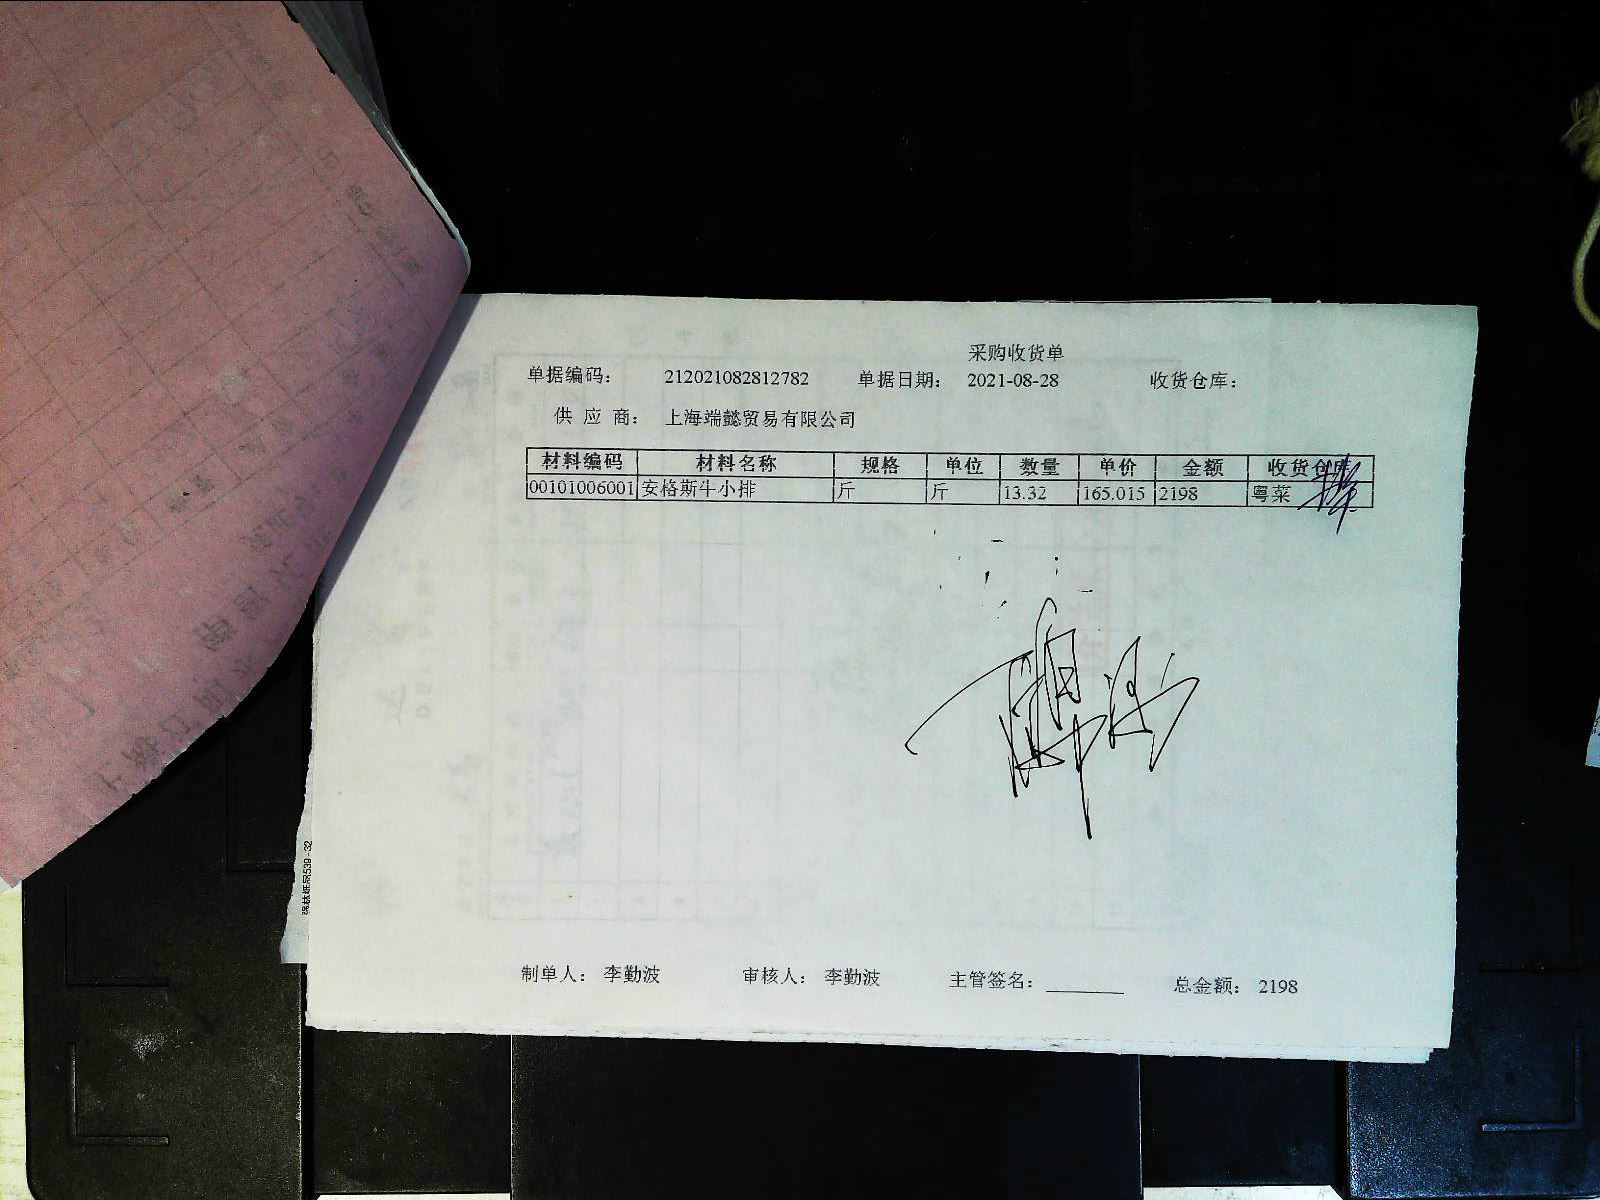 采购收货单
单据编码： 212021082812782 单据日期： 2021-08-28 收货仓库：
供 应 商： 上海端懿贸易有限公司
材料编码 材料名称 规格 单位 数量 单价 金额 收货仓库
00101006001 安格斯牛小排 斤 斤 13.32 165.015 2198 粤菜
制单人： 李勤波 审核人： 李勤波 主管签名： ________ 总金额： 2198